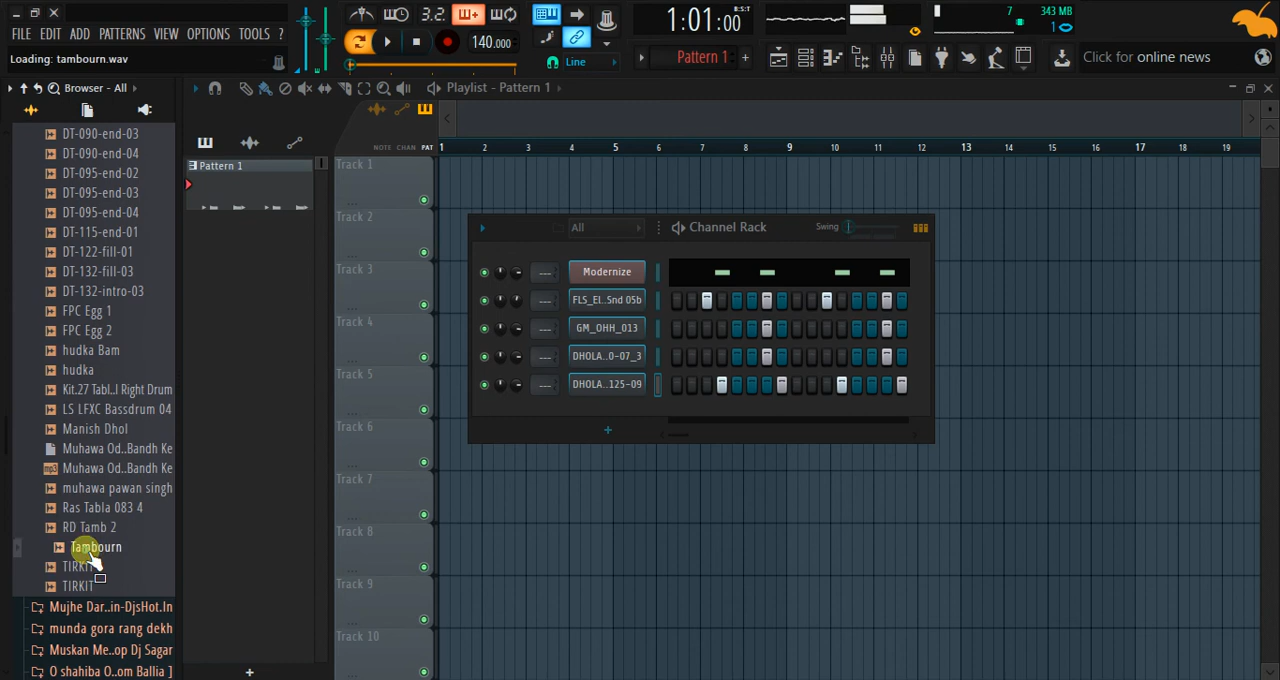 FILE EDIT ADD PATTERNS VIEW OPTIONS TOOLS ?
Loading: tambourn.wav
3.2.
140.000
Line
1:01:00
B:S:T
Pattern 1
7
343 MB
1
Click for online news
Browser - All
DT-090-end-03
DT-090-end-04
DT-095-end-02
DT-095-end-03
DT-095-end-04
DT-115-end-01
DT-122-fill-01
DT-132-fill-03
DT-132-intro-03
FPC Egg 1
FPC Egg 2
hudka Bam
hudka
Kit.27 Tabl..l Right Drum
LS LFXC Bassdrum 04
Manish Dhol
Muhawa Od..Bandh Ke
mp3 Muhawa Od..Bandh Ke
muhawa pawan singh
Ras Tabla 083 4
RD Tamb 2
Tambourn
TIRKIT
TIRKIT
Mujhe Dar..in-DjsHot.In
munda gora rang dekh
Muskan Me..op Dj Sagar
O shahiba O..om Ballia ]
Pattern 1
Playlist - Pattern 1
NOTE CHAN PAT
1 2 3 4 5 6 7 8 9 10 11 12 13 14 15 16 17 18 19
Track 1
Track 2
Track 3
Track 4
Track 5
Track 6
Track 7
Track 8
Track 9
Track 10
All
Channel Rack
Swing
Modernize
FLS_El..Snd 05b
GM_OHH_013
DHOLA..0-07_3
DHOLA..125-09